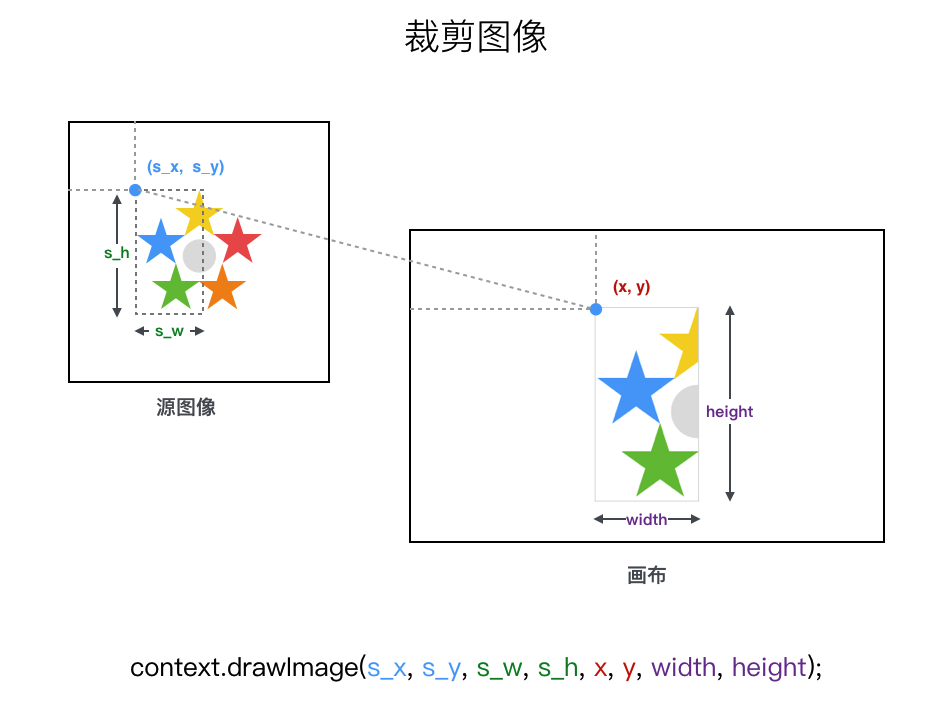 裁剪图像
(s_x, s_y)
s_h
s_w
源图像
(x, y)
height
width
画布
context.drawImage(s_x, s_y, s_w, s_h, x, y, width, height);